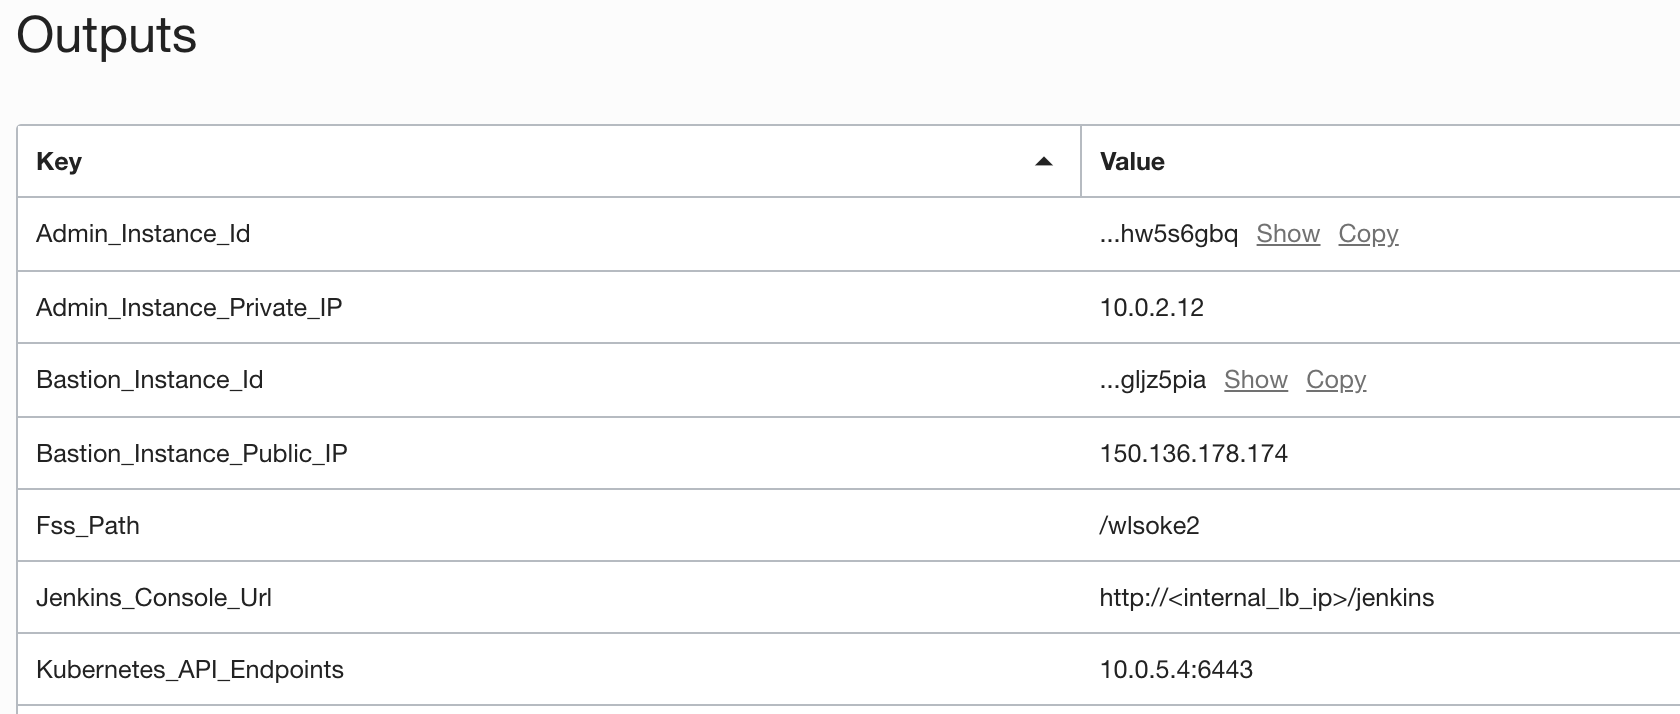 Outputs
Key Value
Admin_Instance_Id ...hw5s6gbq Show Copy
Admin_Instance_Private_IP 10.0.2.12
Bastion_Instance_Id ...gljz5pia Show Copy
Bastion_Instance_Public_IP 150.136.178.174
Fss_Path /wlsoke2
Jenkins_Console_Url http://<internal_lb_ip>/jenkins
Kubernetes_API_Endpoints 10.0.5.4:6443